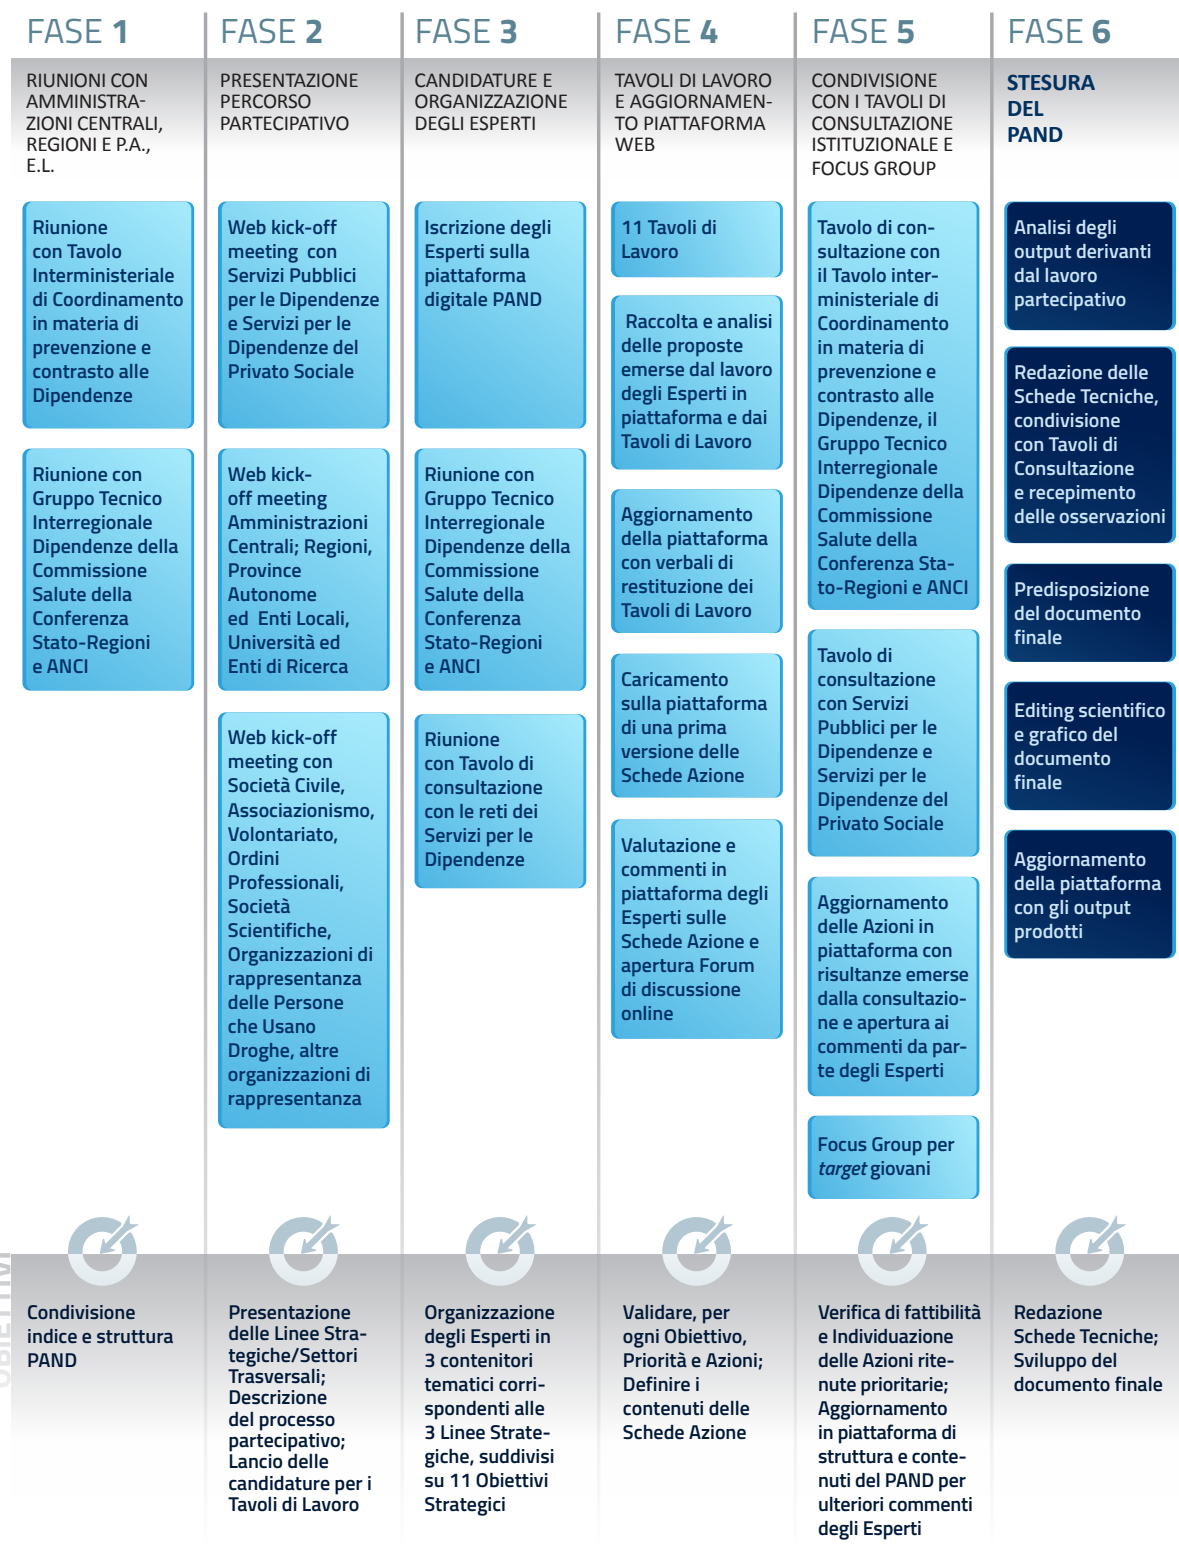 FASE 1
RIUNIONI CON
AMMINISTRA-
ZIONI CENTRALI,
REGIONI E P.A.,
E.L.
Riunione
con Tavolo
Interministeriale
di Coordinamento
in materia di
prevenzione e
contrasto alle
Dipendenze
Riunione con
Gruppo Tecnico
Interregionale
Dipendenze della
Commissione
Salute della
Conferenza
Stato-Regioni
e ANCI
FASE 2
PRESENTAZIONE
PERCORSO
PARTECIPATIVO
Web kick-off
meeting con
Servizi Pubblici
per le Dipendenze
e Servizi per le
Dipendenze del
Privato Sociale
Web kick-
off meeting
Amministrazioni
Centrali; Regioni,
Province
Autonome
ed Enti Locali,
Università ed
Enti di Ricerca
Web kick-off
meeting con
Società Civile,
Associazionismo,
Volontariato,
Ordini
Professionali,
Società
Scientifiche,
Organizzazioni di
rappresentanza
delle Persone
che Usano
Droghe, altre
organizzazioni di
rappresentanza
FASE 3
CANDIDATURE E
ORGANIZZAZIONE
DEGLI ESPERTI
Iscrizione degli
Esperti sulla
piattaforma
digitale PAND
Riunione con
Gruppo Tecnico
Interregionale
Dipendenze della
Commissione
Salute della
Conferenza
Stato-Regioni
e ANCI
Riunione
con Tavolo di
consultazione
con le reti dei
Servizi per le
Dipendenze
FASE 4
TAVOLI DI LAVORO
E AGGIORNAMEN-
TO PIATTAFORMA
WEB
11 Tavoli di
Lavoro
Raccolta e analisi
delle proposte
emerse dal lavoro
degli Esperti in
piattaforma e dai
Tavoli di Lavoro
Aggiornamento
della piattaforma
con verbali di
restituzione dei
Tavoli di Lavoro
Caricamento
sulla piattaforma
di una prima
versione delle
Schede Azione
Valutazione e
commenti in
piattaforma degli
Esperti sulle
Schede Azione e
apertura Forum
di discussione
online
FASE 5
CONDIVISIONE
CON I TAVOLI DI
CONSULTAZIONE
ISTITUZIONALE E
FOCUS GROUP
Tavolo di con-
sultazione con
il Tavolo inter-
ministeriale di
Coordinamento
in materia di
prevenzione e
contrasto alle
Dipendenze, il
Gruppo Tecnico
Interregionale
Dipendenze della
Commissione
Salute della
Conferenza Sta-
to-Regioni e ANCI
Tavolo di
consultazione
con Servizi
Pubblici per le
Dipendenze e
Servizi per le
Dipendenze del
Privato Sociale
Aggiornamento
delle Azioni in
piattaforma con
risultanze emerse
dalla consultazio-
ne e apertura ai
commenti da par-
te degli Esperti
Focus Group per
target giovani
FASE 6
STESURA
DEL
PAND
Analisi degli
output derivanti
dal lavoro
partecipativo
Redazione delle
Schede Tecniche,
condivisione
con Tavoli di
Consultazione
e recepimento
delle osservazioni
Predisposizione
del documento
finale
Editing scientifico
e grafico del
documento
finale
Aggiornamento
della piattaforma
con gli output
prodotti
OBIETTIVI
Condivisione
indice e struttura
PAND
Presentazione
delle Linee Stra-
tegiche/Settori
Trasversali;
Descrizione
del processo
partecipativo;
Lancio delle
candidature per i
Tavoli di Lavoro
Organizzazione
degli Esperti in
3 contenitori
tematici corri-
spondenti alle
3 Linee Strate-
giche, suddivisi
su 11 Obiettivi
Strategici
Validare, per
ogni Obiettivo,
Priorità e Azioni;
Definire i
contenuti delle
Schede Azione
Verifica di fattibilità
e Individuazione
delle Azioni rite-
nute prioritarie;
Aggiornamento
in piattaforma di
struttura e conte-
nuti del PAND per
ulteriori commenti
degli Esperti
Redazione
Schede Tecniche;
Sviluppo del
documento finale